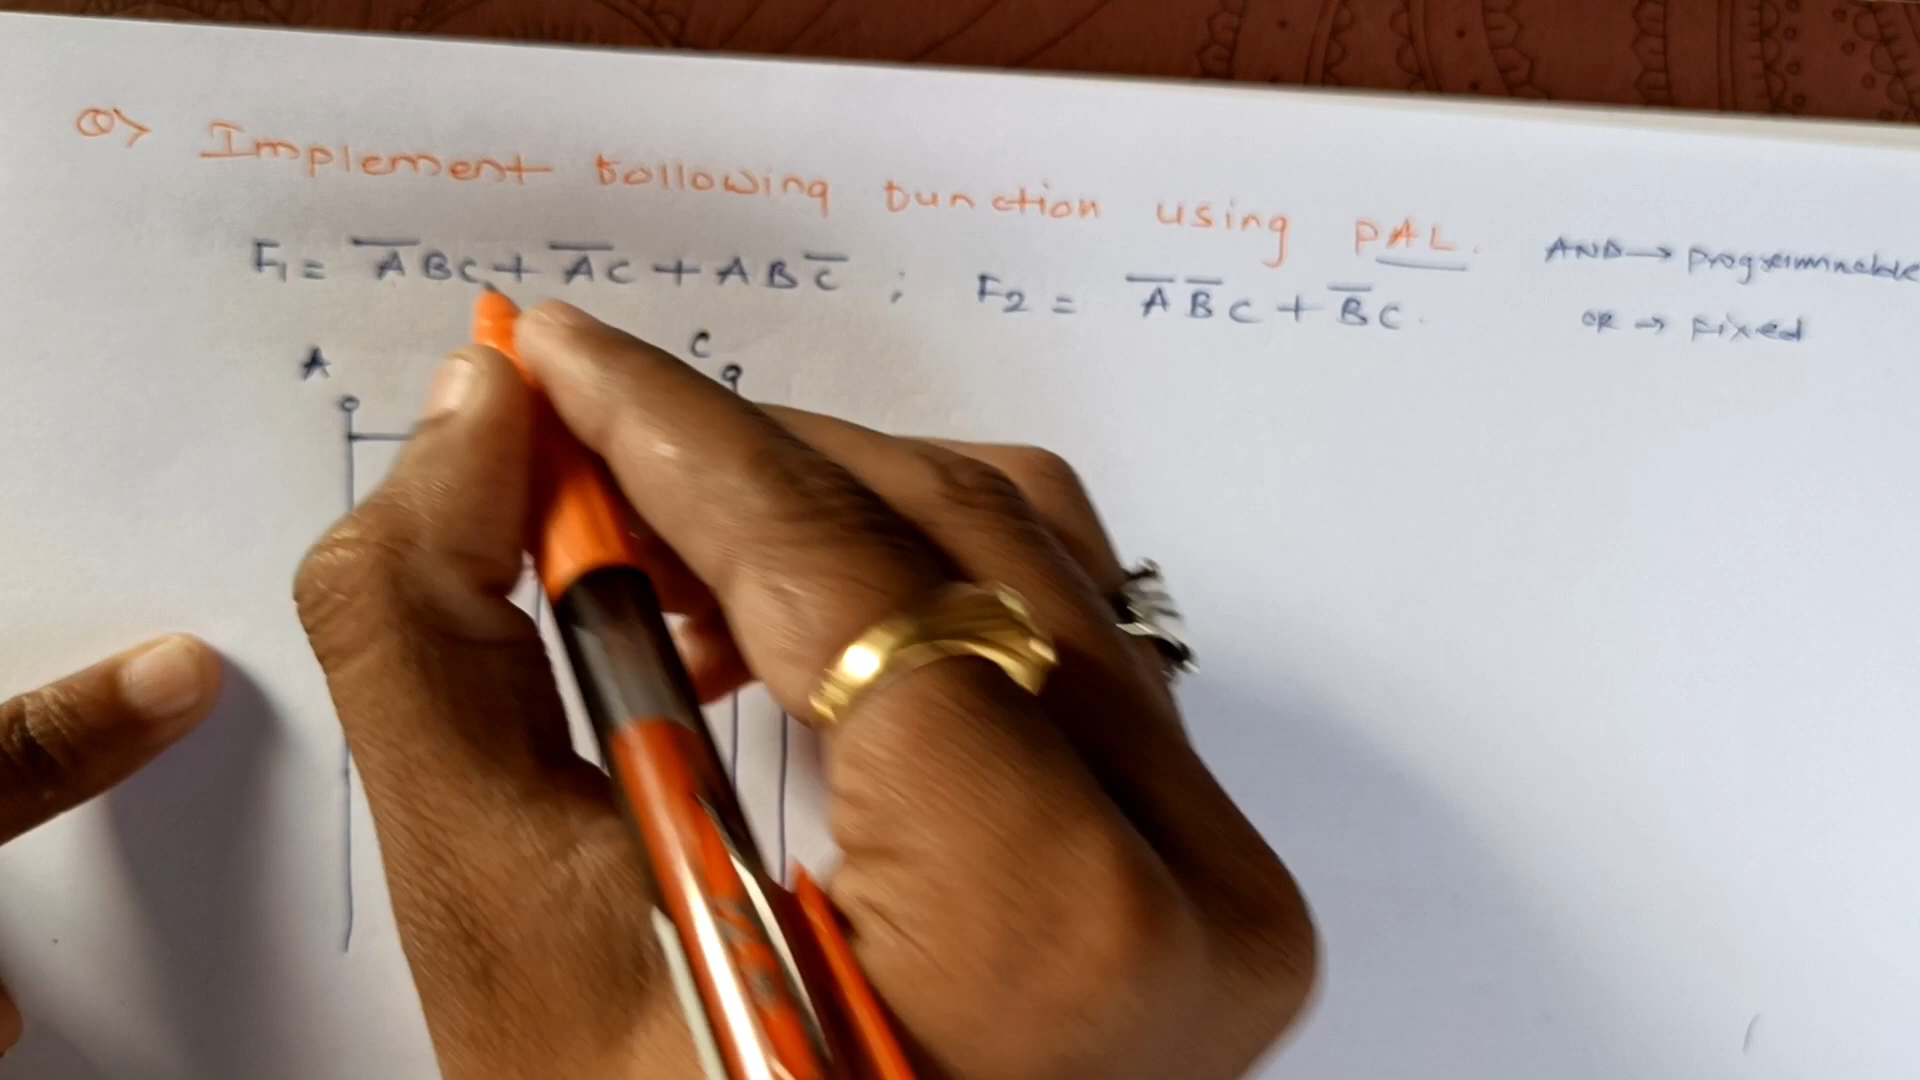 Q> Implement following function using PAL.
F₁ = A̅BC + A̅C + ABC̅ ; F₂ = A̅B̅C + B̅C.
AND → programmable
OR → Fixed
A C